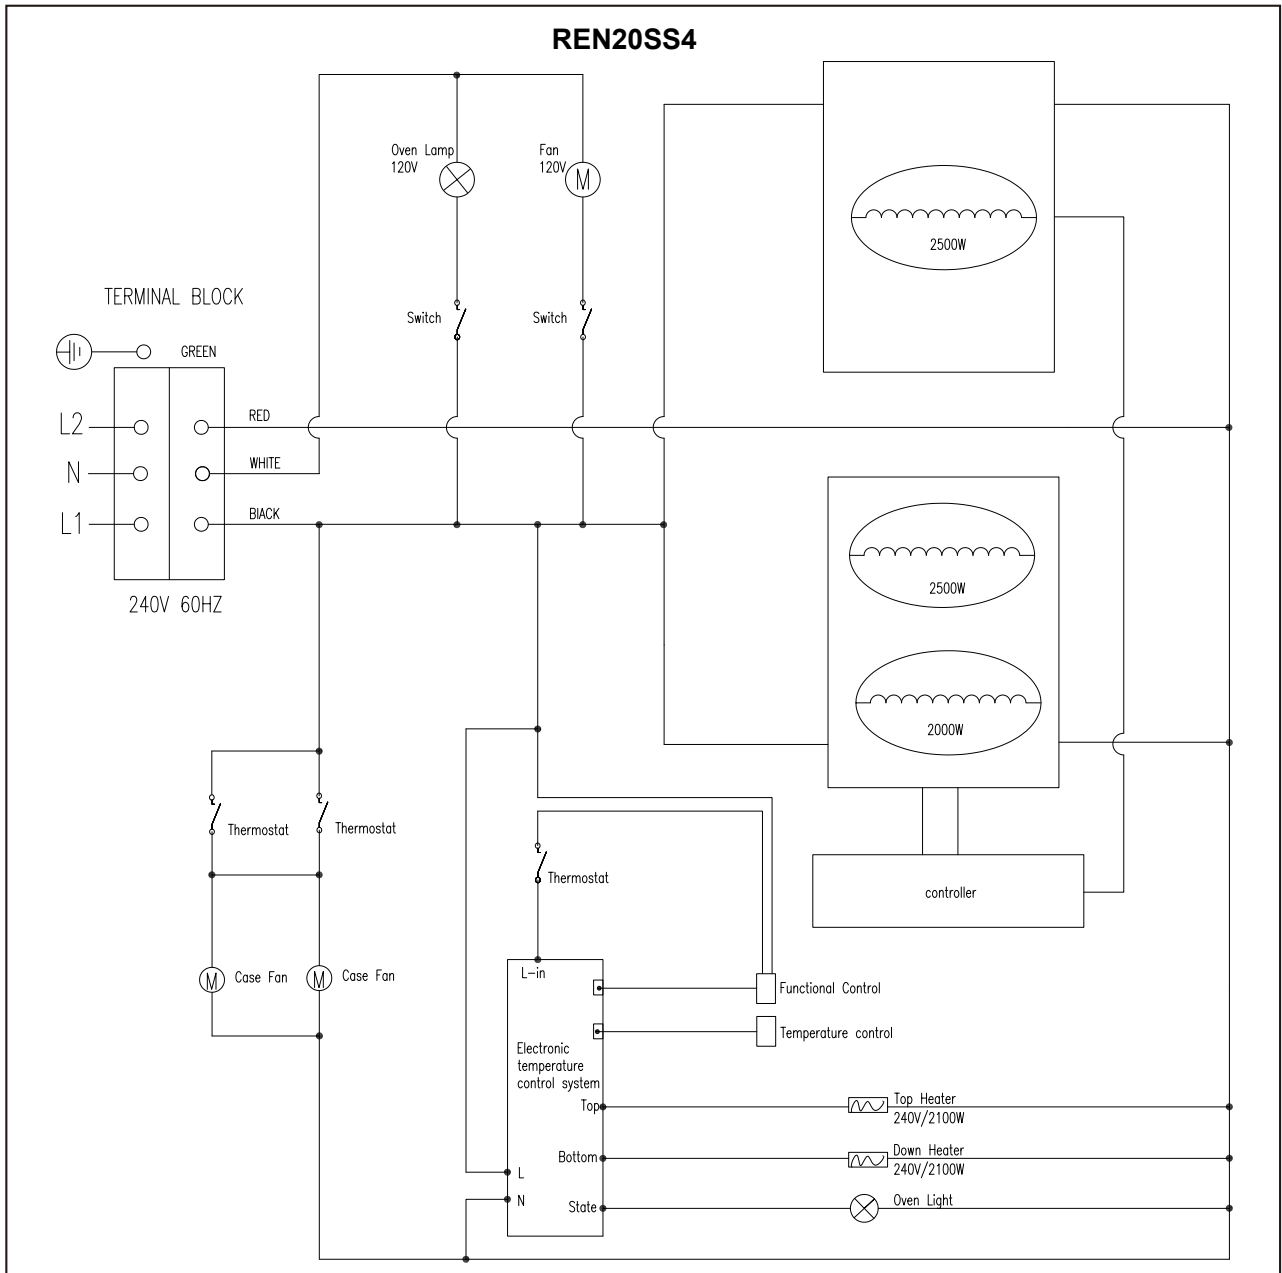 REN20SS4
Oven Lamp
120V
Fan
120V
M
2500W
TERMINAL BLOCK
Switch
Switch
GREEN
L2
RED
N
WHITE
L1
BIACK
240V 60HZ
2500W
2000W
Thermostat
Thermostat
Thermostat
controller
M
Case Fan
M
Case Fan
L-in
Functional Control
Temperature control
Electronic
temperature
control system
Top
Top Heater
240V/2100W
Bottom
Down Heater
240V/2100W
L
N
State
Oven Light